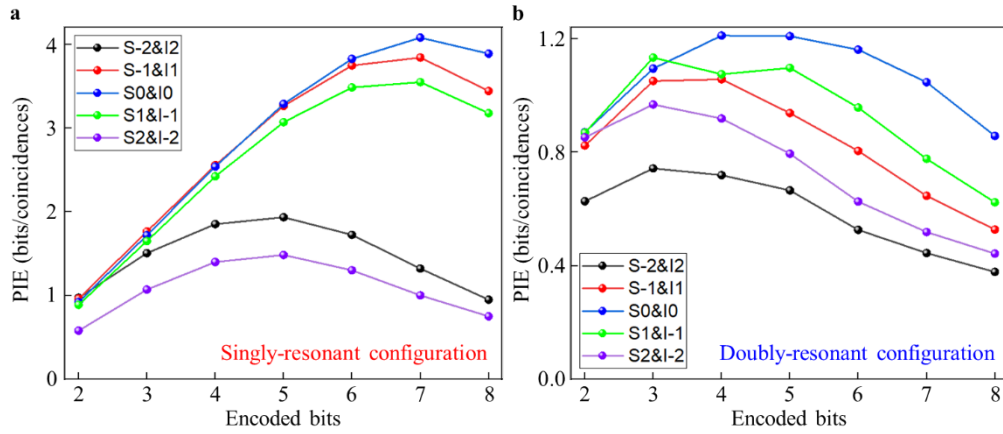 a
PIE (bits/coincidences)
4
3
2
1
0
S-2&I2
S-1&I1
S0&I0
S1&I-1
S2&I-2
Singly-resonant configuration
2 3 4 5 6 7 8
Encoded bits
b
PIE (bits/coincidences)
1.2
0.8
0.4
0.0
S-2&I2
S-1&I1
S0&I0
S1&I-1
S2&I-2
Doubly-resonant configuration
2 3 4 5 6 7 8
Encoded bits